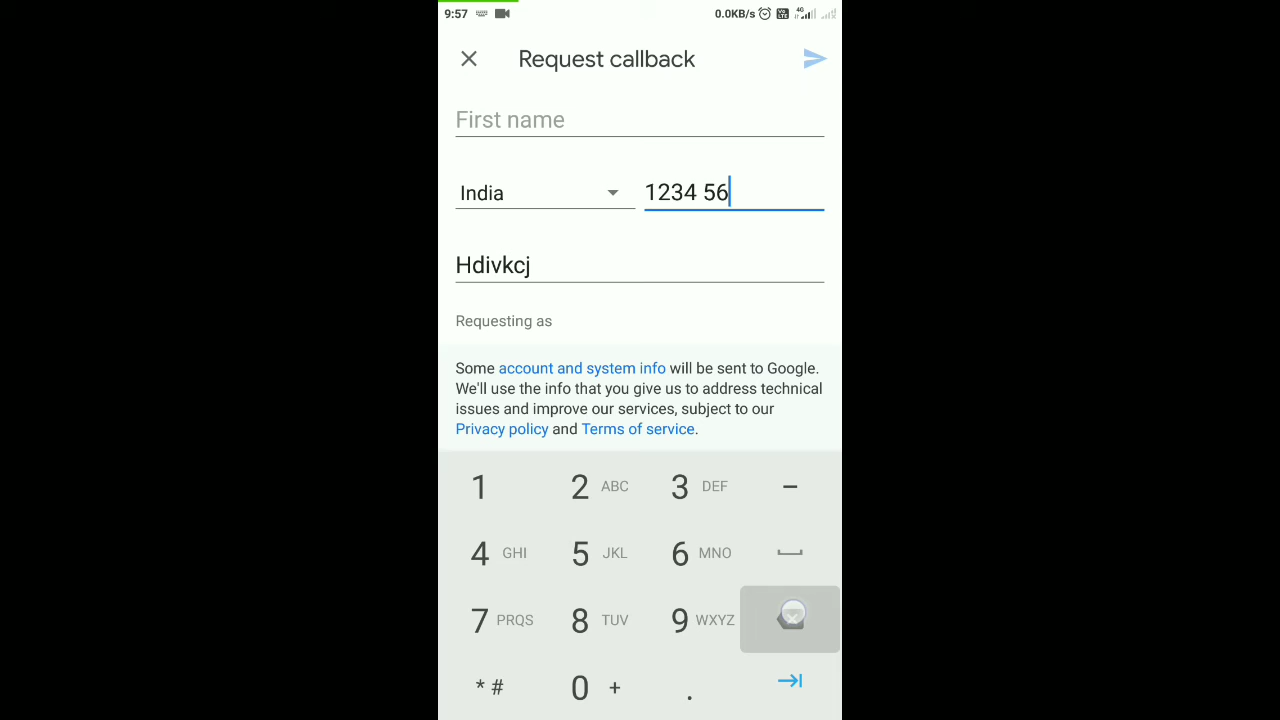 9:57 0.0KB/s Vo LTE 4G
Request callback
First name
India 1234 56
Hdivkcj
Requesting as
Some account and system info will be sent to Google.
We'll use the info that you give us to address technical
issues and improve our services, subject to our
Privacy policy and Terms of service.
1 2 ABC 3 DEF –
4 GHI 5 JKL 6 MNO
7 PRQS 8 TUV 9 WXYZ
* # 0 + .